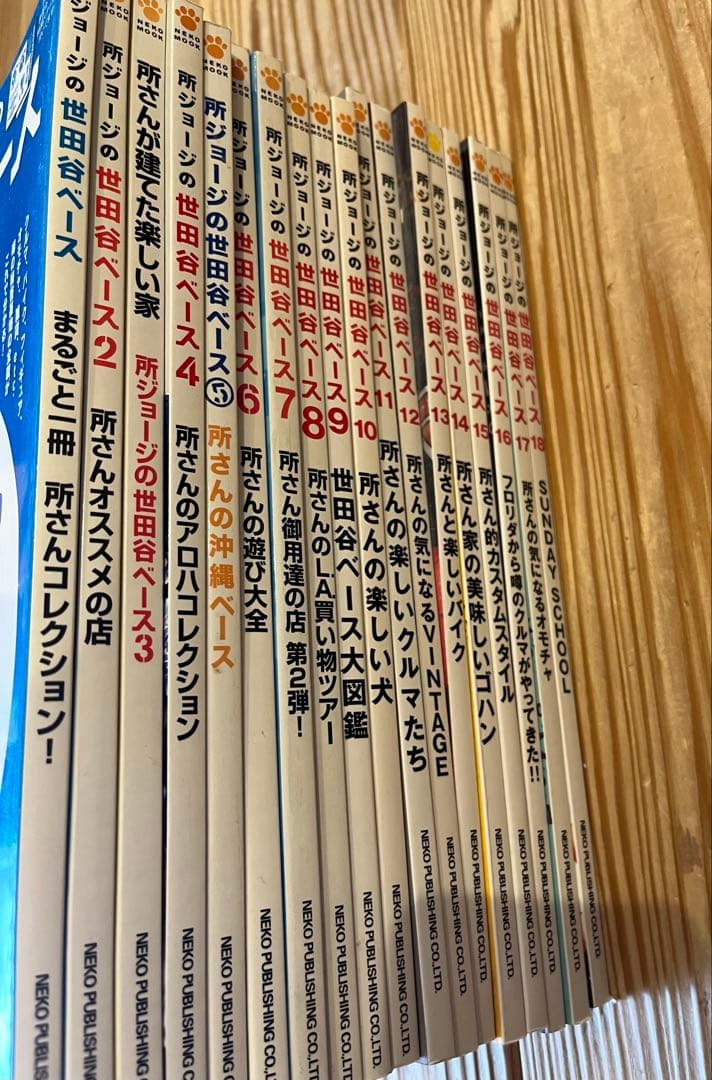 所ジョージの世田谷ベース まるごと一冊 所さんコレクション! NEKO PUBLIS
NEKO MOOK 所ジョージの世田谷ベース2 所さんオススメの店 NEKO PUBLISHING
NEKO MOOK 所さんが建てた楽しい家 所ジョージの世田谷ベース3 NEKO PUBLISHING CO
NEKO MOOK 所ジョージの世田谷ベース4 所さんのアロハコレクション NEKO PUBLISHING CO
NEKO MOOK 所ジョージの世田谷ベース⑤ 所さんの沖縄ベース NEKO PUBLISHING CO
所ジョージの世田谷ベース6 所さんの遊び大全 NEKO PUBLISHING CO.,LTD
NEKO MOOK 所ジョージの世田谷ベース7 所さん御用達の店 第2弾! NEKO PUBLISHING CO.,LTD.
NEKO MOOK 所ジョージの世田谷ベース8 所さんのL.A.買い物ツアー NEKO PUBLISHING CO.,LTD.
NEKO MOOK 所ジョージの世田谷ベース9 世田谷ベース大図鑑 NEKO PUBLISHING CO.,LTD.
NEKO MOOK 所ジョージの世田谷ベース10 所さんの楽しい犬 NEKO PUBLISHING CO.,LTD.
所ジョージの世田谷ベース11 所さんの楽しいクルマたち NEKO PUBLISHING CO.,LTD.
NEKO MOOK 所ジョージの世田谷ベース12 所さんの気になるVINTAGE NEKO PUBLISHING CO.,LTD.
所ジョージの世田谷ベース13 所さんと楽しいバイク NEKO PUBLISHING CO.,LTD.
所ジョージの世田谷ベース14 所さん家の美味しいゴハン NEKO PUBLISHING CO.,LTD.
所ジョージの世田谷ベース15 所さん的カスタムスタイル NEKO PUBLISHING CO.,LTD.
所ジョージの世田谷ベース16 フロリダから噂のクルマがやってきた!! NEKO PUBLISHING CO.,LTD.
所ジョージの世田谷ベース17 所さんの気になるオモチャ NEKO PUBLISHING CO.,LTD.
所ジョージの世田谷ベース18 SUNDAY SCHOOL NEKO PUBLISHING CO.,LTD.